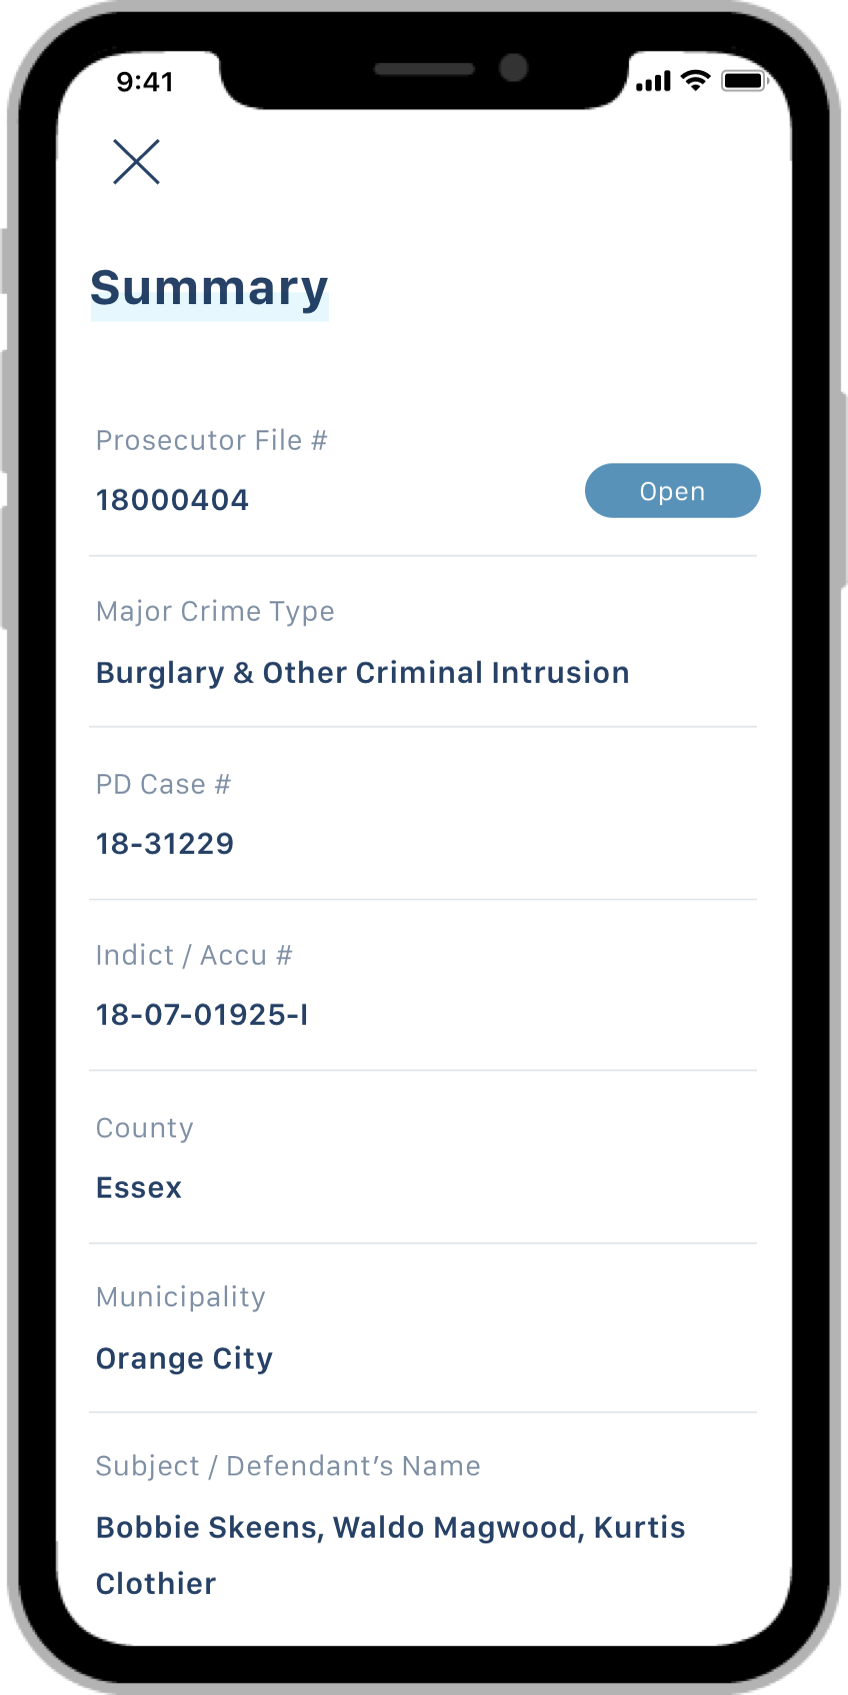 9:41
Summary
Prosecutor File #
18000404
Open
Major Crime Type
Burglary & Other Criminal Intrusion
PD Case #
18-31229
Indict / Accu #
18-07-01925-I
County
Essex
Municipality
Orange City
Subject / Defendant’s Name
Bobbie Skeens, Waldo Magwood, Kurtis
Clothier